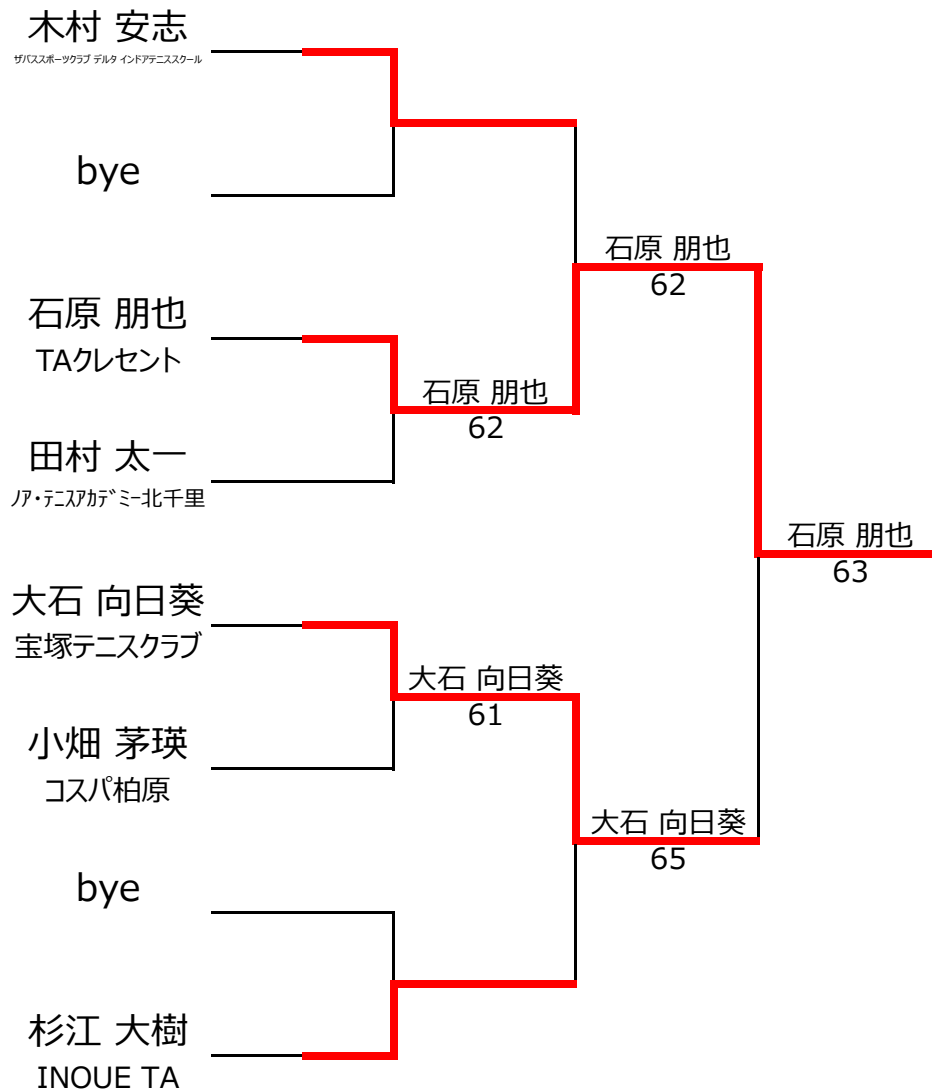 木村 安志
ザバススポーツクラブ デルタ インドアテニススクール
bye
石原 朋也
62
石原 朋也
TAクレセント
石原 朋也
62
田村 太一
ノア・テニスアカデミー北千里
石原 朋也
63
大石 向日葵
宝塚テニスクラブ
大石 向日葵
61
小畑 茅瑛
コスパ柏原
大石 向日葵
65
bye
杉江 大樹
INOUE TA